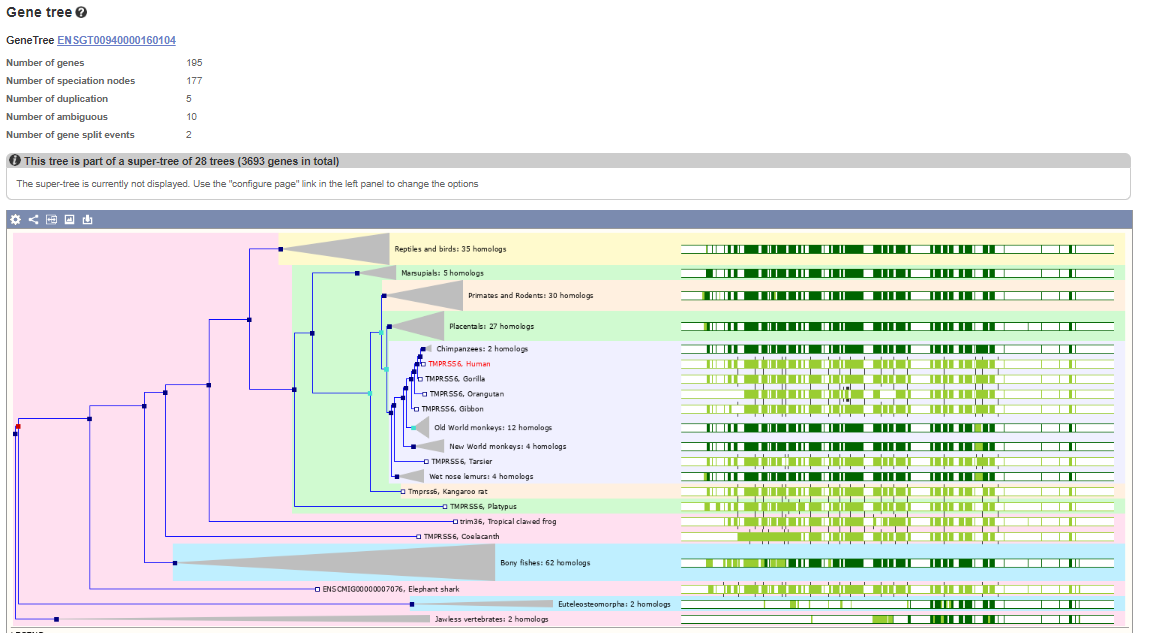 Gene tree
GeneTree ENSGT00940000160104
Number of genes 195
Number of speciation nodes 177
Number of duplication 5
Number of ambiguous 10
Number of gene split events 2
This tree is part of a super-tree of 28 trees (3693 genes in total)
The super-tree is currently not displayed. Use the "configure page" link in the left panel to change the options
Reptiles and birds: 35 homologs
Marsupials: 5 homologs
Primates and Rodents: 30 homologs
Placentals: 27 homologs
Chimpanzees: 2 homologs
TMPRSS6, Human
TMPRSS6, Gorilla
TMPRSS6, Orangutan
TMPRSS6, Gibbon
Old World monkeys: 12 homologs
New World monkeys: 4 homologs
TMPRSS6, Tarsier
Wet nose lemurs: 4 homologs
Tmprss6, Kangaroo rat
TMPRSS6, Platypus
trim36, Tropical clawed frog
TMPRSS6, Coelacanth
Bony fishes: 62 homologs
ENSCMIG00000007076, Elephant shark
Euteleosteomorpha: 2 homologs
Jawless vertebrates: 2 homologs